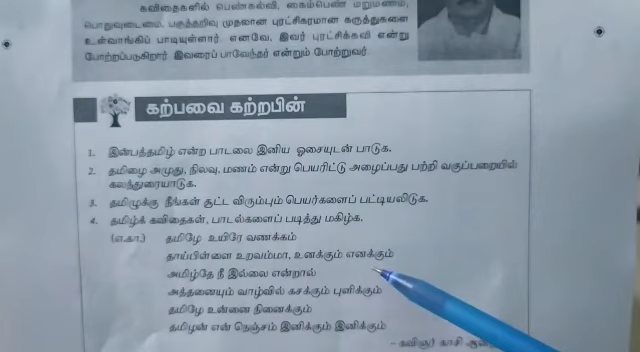 கவிதைகளில் பெண்கல்வி, கைம்பெண் மறுமணம்,
பொதுவுடைமை, பகுத்தறிவு முதலான புரட்சிகரமான கருத்துகளை
உள்வாங்கிப் பாடியுள்ளார். எனவே, இவர் புரட்சிக்கவி என்று
போற்றப்படுகிறார். இவரைப் பாவேந்தர் என்றும் போற்றுவர்.
கற்பவை கற்றபின்
1. இன்பத்தமிழ் என்ற பாடலை இனிய ஓசையுடன் பாடுக.
2. தமிழை அமுது, நிலவு, மணம் என்று பெயரிட்டு அழைப்பது பற்றி வகுப்பறையில்
கலந்துரையாடுக.
3. தமிழுக்கு நீங்கள் சூட்ட விரும்பும் பெயர்களைப் பட்டியலிடுக.
4. தமிழ்க் கவிதைகள், பாடல்களைப் படித்து மகிழ்க.
(எ.கா.) தமிழே உயிரே வணக்கம்
தாய்பிள்ளை உறவம்மா, உனக்கும் எனக்கும்
அமிழ்தே நீ இல்லை என்றால்
அத்தனையும் வாழ்வில் கசக்கும் புளிக்கும்
தமிழே உன்னை நினைக்கும்
தமிழன் என் நெஞ்சம் இனிக்கும் இனிக்கும்
- கவிஞர் காசி